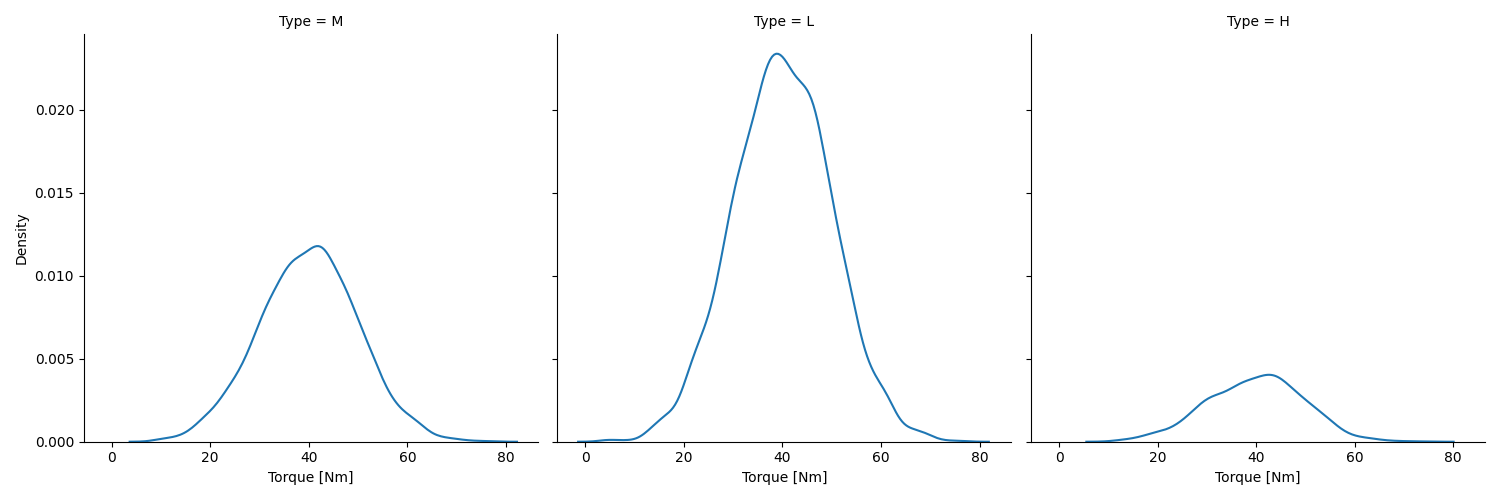 Type = M
Type = L
Type = H
Density
0.020
0.015
0.010
0.005
0.000
0 20 40 60 80
0 20 40 60 80
0 20 40 60 80
Torque [Nm]
Torque [Nm]
Torque [Nm]